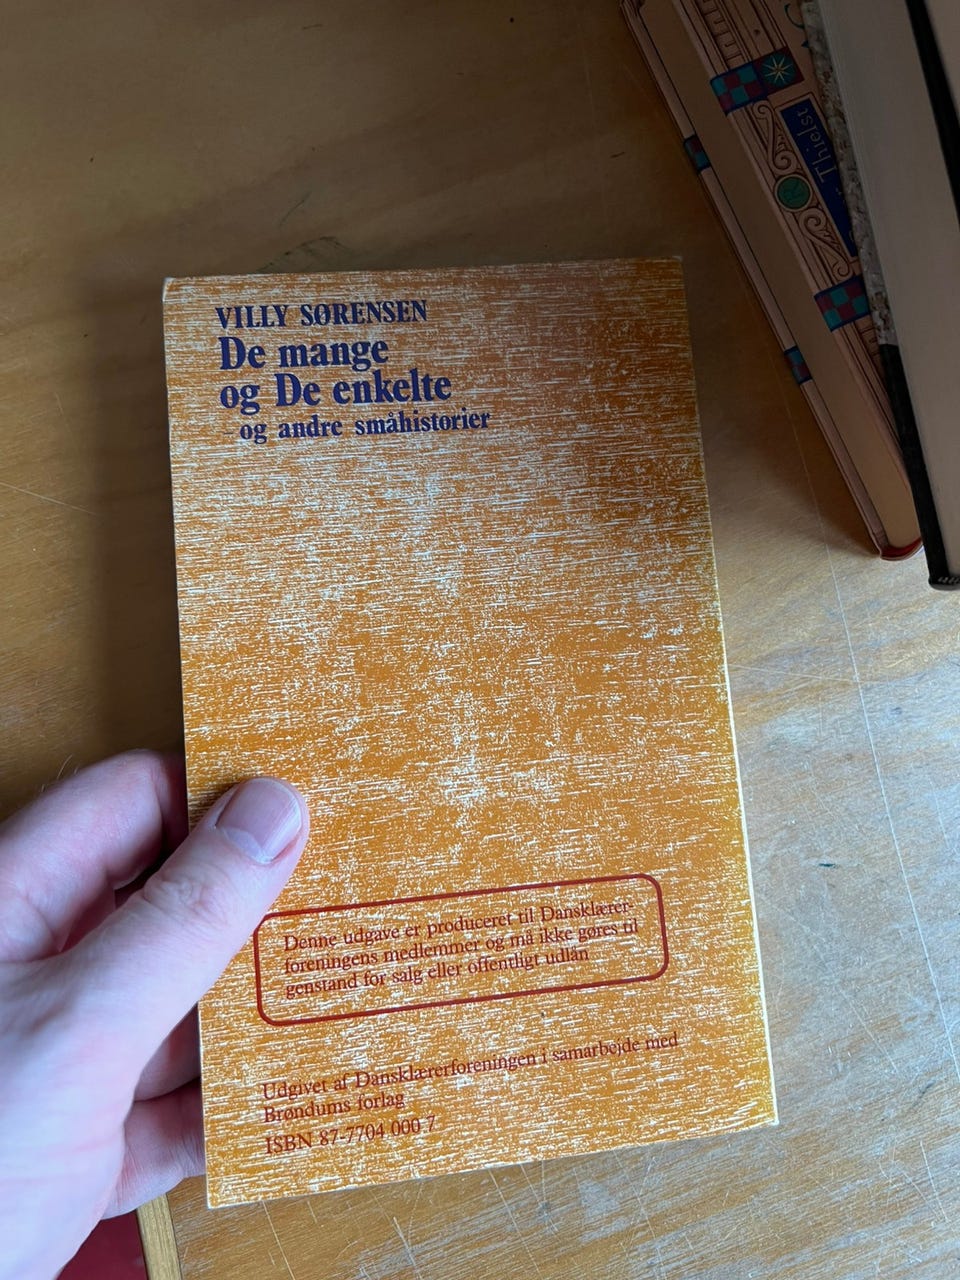 VILLY SØRENSEN
De mange
og De enkelte
– og andre småhistorier
Denne udgave er produceret til Dansklærer-
foreningens medlemmer og må ikke gøres til
genstand for salg eller offentligt udlån
Udgivet af Dansklærerforeningen i samarbejde med
Brøndums forlag
ISBN 87-7704 000 7
Thielst
R